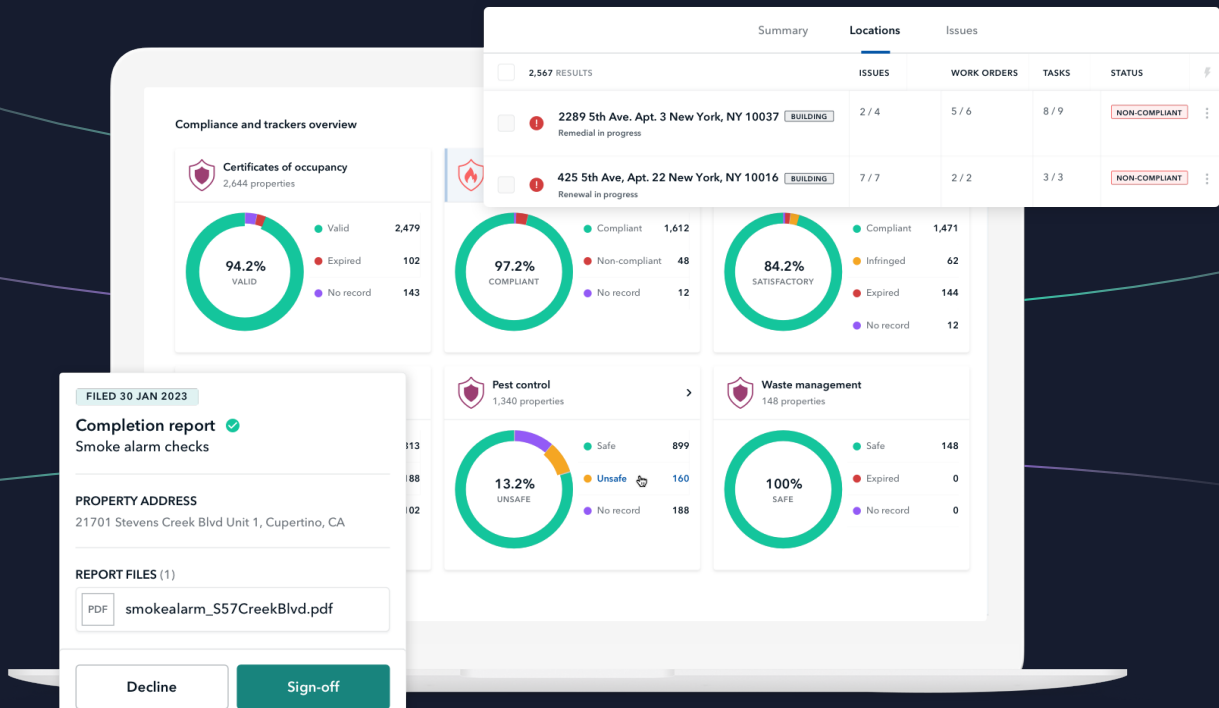 Summary Locations Issues
2,567 RESULTS ISSUES WORK ORDERS TASKS STATUS
2289 5th Ave. Apt. 3 New York, NY 10037 BUILDING 2 / 4 5 / 6 8 / 9 NON-COMPLIANT
Remedial in progress
425 5th Ave, Apt. 22 New York, NY 10016 BUILDING 7 / 7 2 / 2 3 / 3 NON-COMPLIANT
Renewal in progress
Compliance and trackers overview
Certificates of occupancy
2,644 properties
94.2%
VALID
Valid 2,479
Expired 102
No record 143
97.2%
COMPLIANT
Compliant 1,612
Non-compliant 48
No record 12
84.2%
SATISFACTORY
Compliant 1,471
Infringed 62
Expired 144
No record 12
Pest control
1,340 properties
13.2%
UNSAFE
Safe 899
Unsafe 160
No record 188
Waste management
148 properties
100%
SAFE
Safe 148
Expired 0
No record 0
FILED 30 JAN 2023
Completion report
Smoke alarm checks
PROPERTY ADDRESS
21701 Stevens Creek Blvd Unit 1, Cupertino, CA
REPORT FILES (1)
PDF smokealarm_S57CreekBlvd.pdf
Decline Sign-off